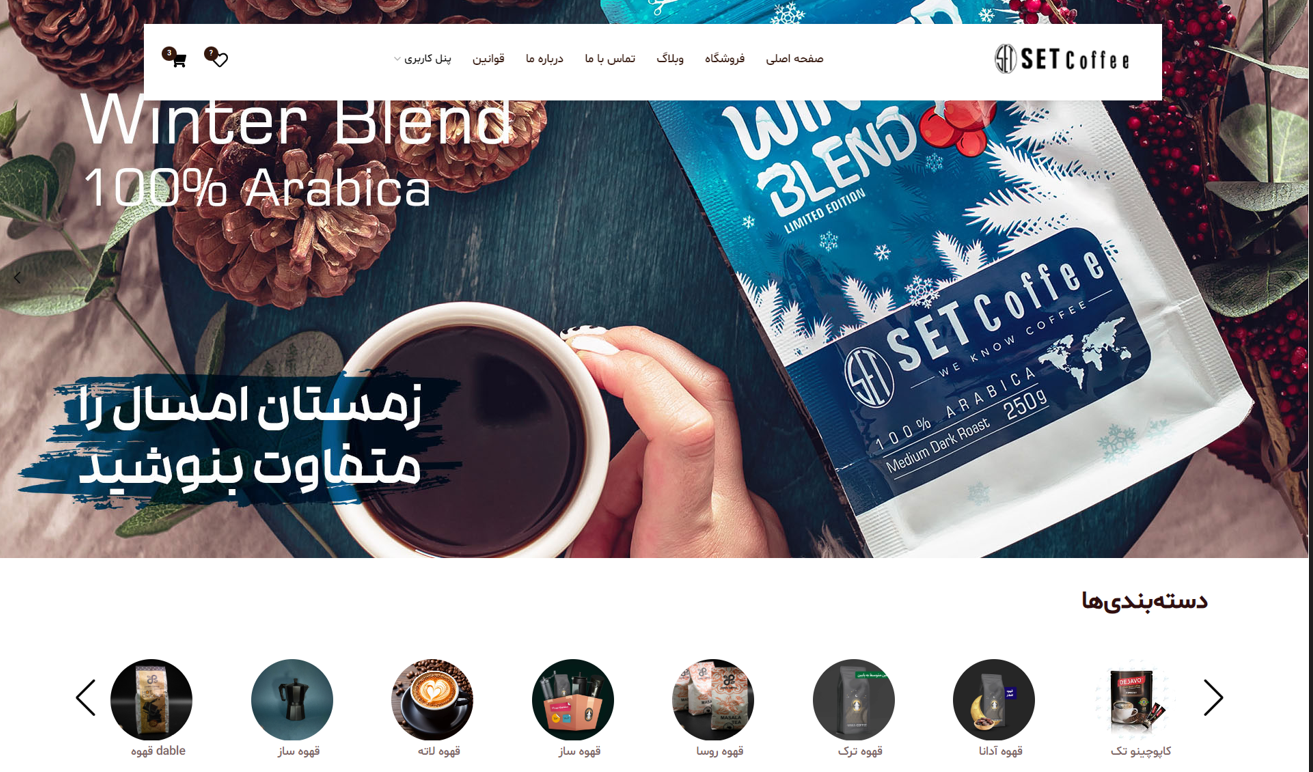 SET Coffee
صفحه اصلی
فروشگاه
وبلاگ
تماس با ما
درباره ما
قوانین
پنل کاربری
?
3
Winter Blend
100% Arabica
BLEND
LIMITED EDITION
SET Coffee
WE KNOW COFFEE
100% ARABICA
Medium Dark Roast 250g
زمستان امسال را
متفاوت بنوشید
دسته‌بندی‌ها
DEJAVO
MASALA
TEA
کاپوچینو تک
قهوه آدانا
قهوه ترک
قهوه روسا
قهوه ساز
قهوه لاته
قهوه ساز
قهوه dable